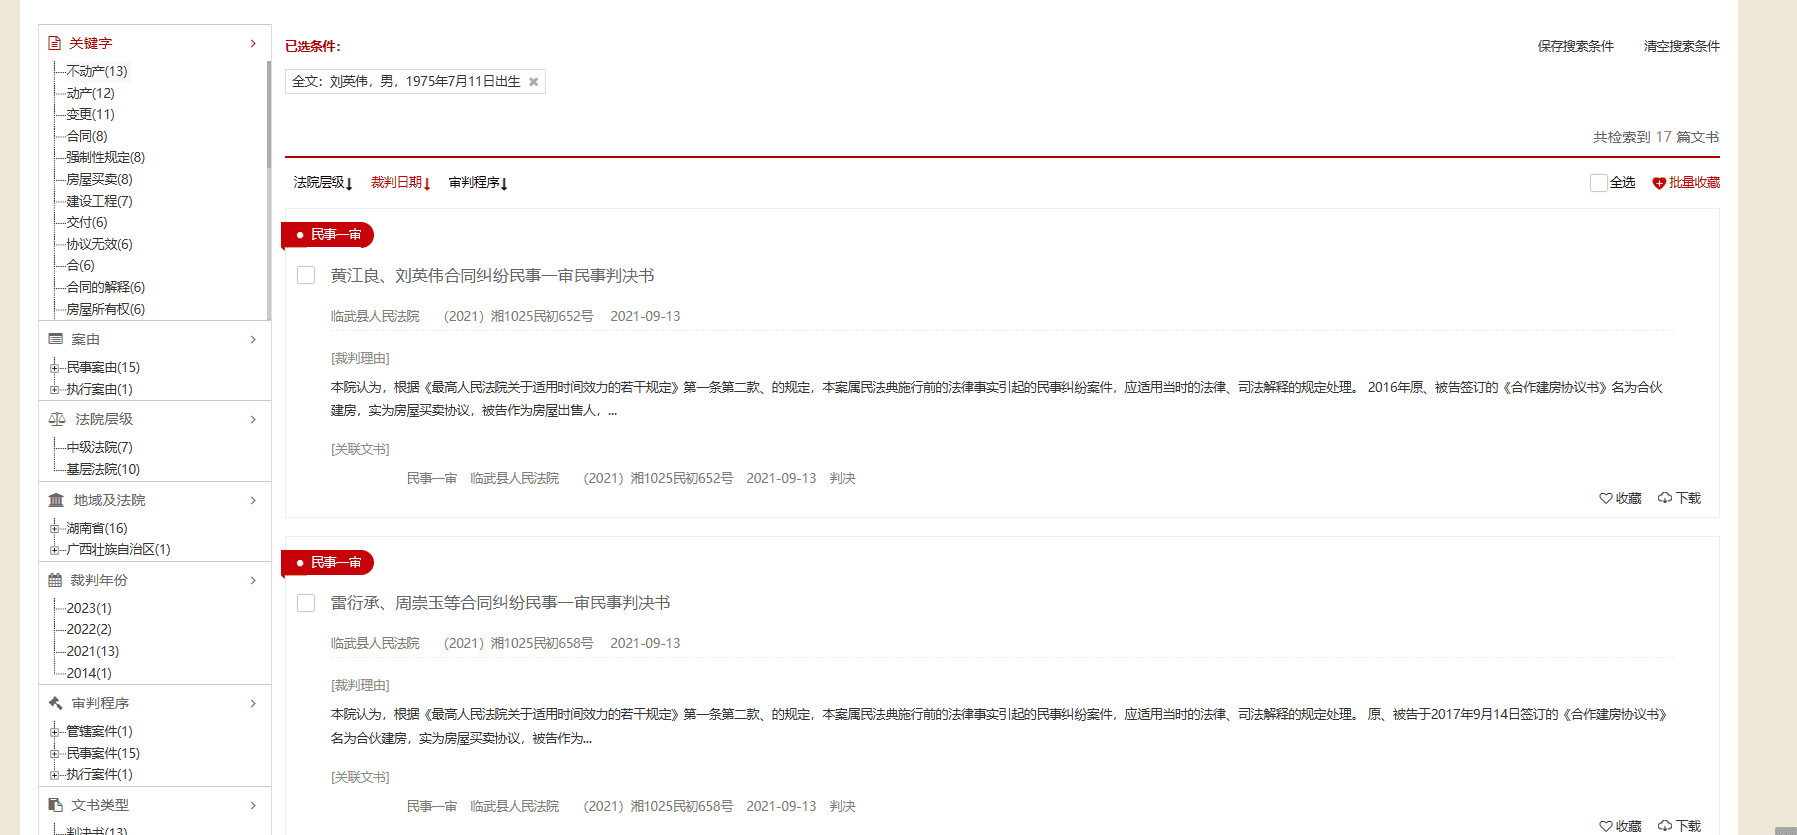 关键字
不动产(13)
动产(12)
变更(11)
合同(8)
强制性规定(8)
房屋买卖(8)
建设工程(7)
交付(6)
协议无效(6)
合(6)
合同的解释(6)
房屋所有权(6)
案由
民事案由(15)
执行案由(1)
法院层级
中级法院(7)
基层法院(10)
地域及法院
湖南省(16)
广西壮族自治区(1)
裁判年份
2023(1)
2022(2)
2021(13)
2014(1)
审判程序
管辖案件(1)
民事案件(15)
执行案件(1)
文书类型
判决书(13)
已选条件：
保存搜索条件 清空搜索条件
全文：刘英伟，男，1975年7月11日出生
共检索到 17 篇文书
法院层级 裁判日期 审判程序 全选 批量收藏
民事一审
黄江良、刘英伟合同纠纷民事一审民事判决书
临武县人民法院 （2021）湘1025民初652号 2021-09-13
[裁判理由]
本院认为，根据《最高人民法院关于适用时间效力的若干规定》第一条第二款、的规定，本案属民法典施行前的法律事实引起的民事纠纷案件，应适用当时的法律、司法解释的规定处理。 2016年原、被告签订的《合作建房协议书》名为合伙
建房，实为房屋买卖协议，被告作为房屋出售人，...
[关联文书]
民事一审 临武县人民法院 （2021）湘1025民初652号 2021-09-13 判决
收藏 下载
民事一审
雷衍承、周崇玉等合同纠纷民事一审民事判决书
临武县人民法院 （2021）湘1025民初658号 2021-09-13
[裁判理由]
本院认为，根据《最高人民法院关于适用时间效力的若干规定》第一条第二款、的规定，本案属民法典施行前的法律事实引起的民事纠纷案件，应适用当时的法律、司法解释的规定处理。 原、被告于2017年9月14日签订的《合作建房协议书》
名为合伙建房，实为房屋买卖协议，被告作为...
[关联文书]
民事一审 临武县人民法院 （2021）湘1025民初658号 2021-09-13 判决
收藏 下载